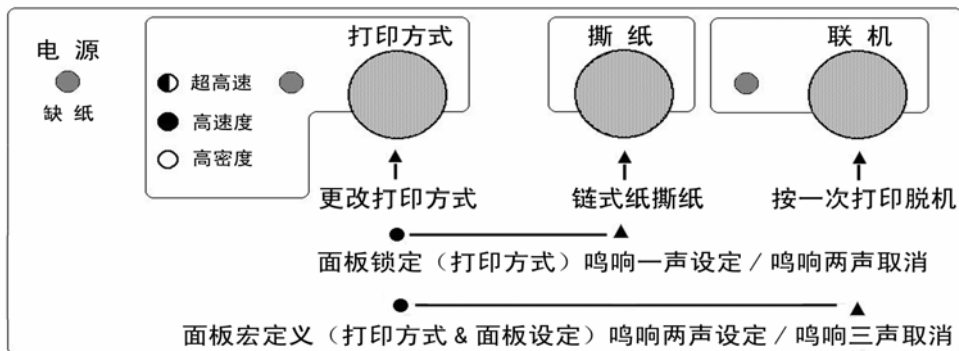 电 源
缺 纸
打印方式
超高速
高速度
高密度
撕 纸
联 机
更改打印方式
链式纸撕纸
按一次打印脱机
面板锁定（打印方式）鸣响一声设定 / 鸣响两声取消
面板宏定义（打印方式 & 面板设定）鸣响两声设定 / 鸣响三声取消